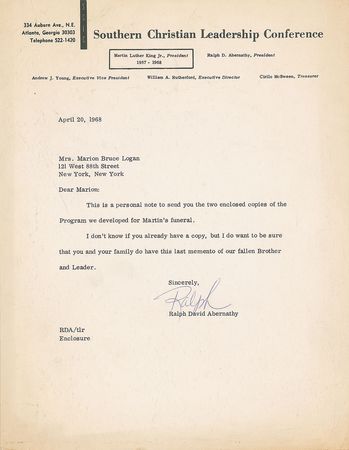 334 Auburn Ave., N.E.
Atlanta, Georgia 30303
Telephone 522-1420
Southern Christian Leadership Conference
Martin Luther King Jr., President
1957 - 1968
Ralph D. Abernathy, President
Andrew J. Young, Executive Vice President
William A. Rutherford, Executive Director
Cirilo McSween, Treasurer
April 20, 1968
Mrs. Marion Bruce Logan
121 West 88th Street
New York, New York
Dear Marion:
This is a personal note to send you the two enclosed copies of the
Program we developed for Martin's funeral.
I don't know if you already have a copy, but I do want to be sure
that you and your family do have this last memento of our fallen Brother
and Leader.
Sincerely,
Ralph
Ralph David Abernathy
RDA/tlr
Enclosure